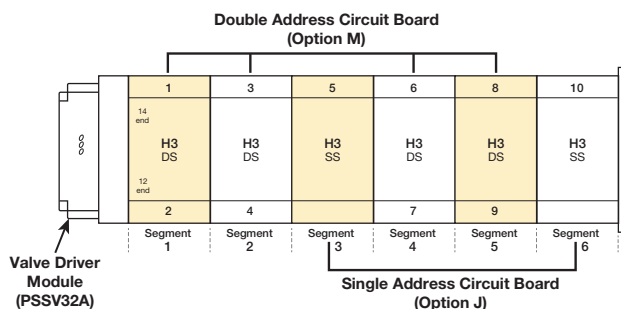 Double Address Circuit Board
(Option M)
1 3 5 6 8 10
14
end
H3 H3 H3 H3 H3 H3
DS DS SS DS DS SS
12
end
2 4 7 9
Segment Segment Segment Segment Segment Segment
1 2 3 4 5 6
Valve Driver
Module
(PSSV32A)
Single Address Circuit Board
(Option J)